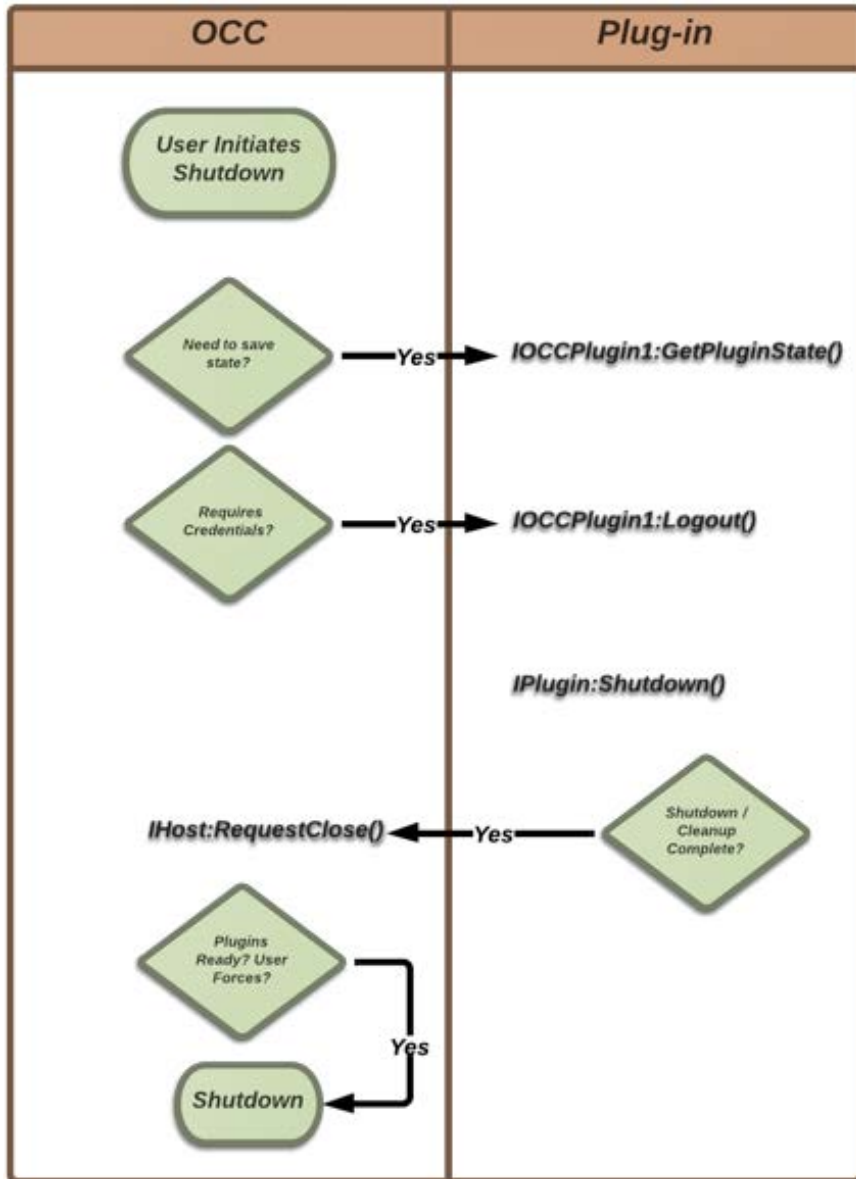 OCC
Plug-in
User Initiates
Shutdown
Need to save
state?
Yes
IOCCPlugin1:GetPluginState()
Requires
Credentials?
Yes
IOCCPlugin1:Logout()
IPlugin:Shutdown()
Shutdown /
Cleanup
Complete?
Yes
IHost:RequestClose()
Plugins
Ready? User
Forces?
Yes
Shutdown